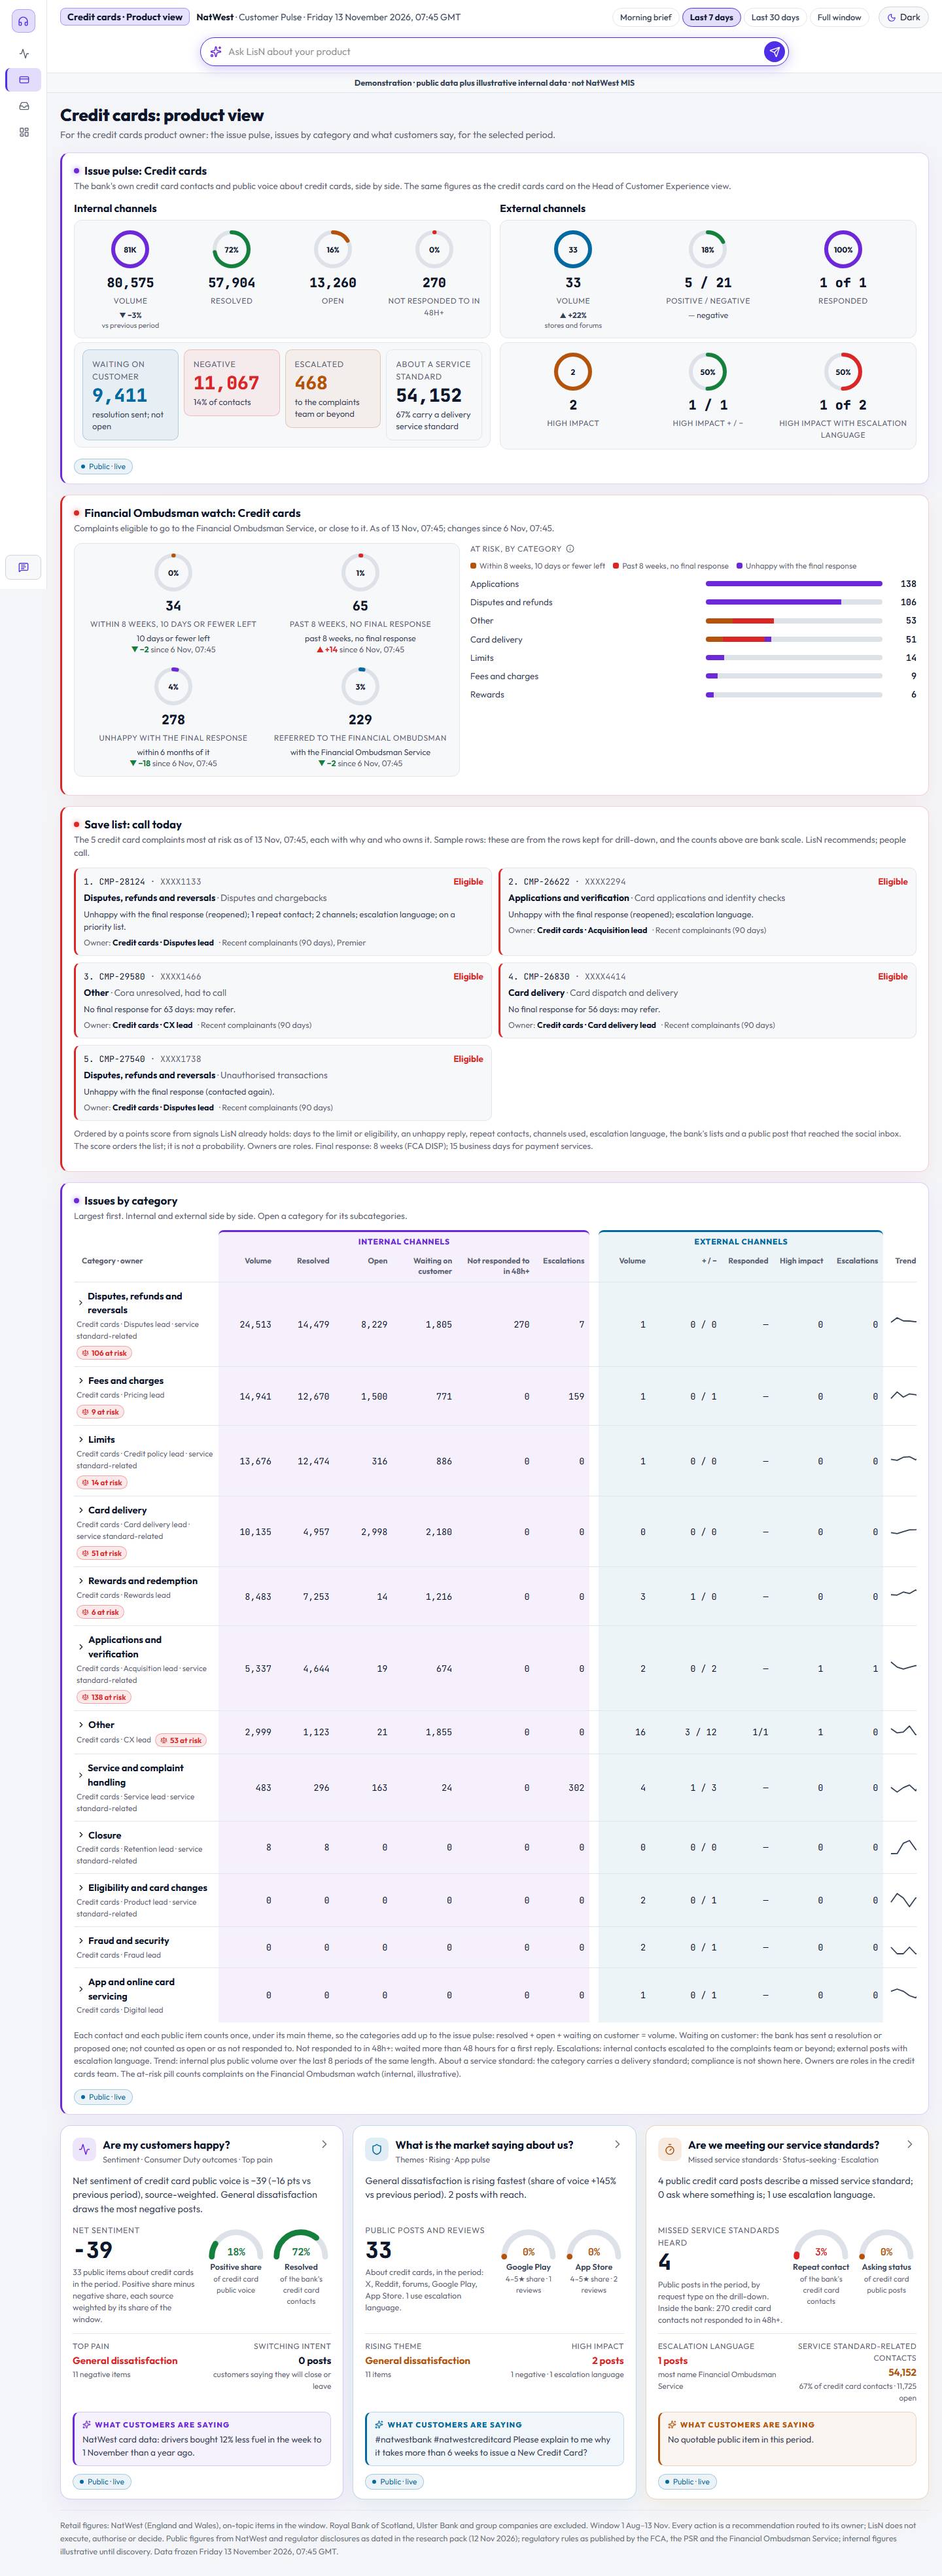 Credit cards · Product view
NatWest · Customer Pulse · Friday 13 November 2026, 07:45 GMT
Morning brief
Last 7 days
Last 30 days
Full window
Dark
Ask LisN about your product
Demonstration · public data plus illustrative internal data · not NatWest MIS
Credit cards: product view
For the credit cards product owner: the issue pulse, issues by category and what customers say, for the selected period.
Issue pulse: Credit cards
The bank's own credit card contacts and public voice about credit cards, side by side. The same figures as the credit cards card on the Head of Customer Experience view.
Internal channels
81K
80,575
VOLUME
▼ −3%
vs previous period
72%
57,904
RESOLVED
16%
13,260
OPEN
0%
270
NOT RESPONDED TO IN
48H+
WAITING ON
CUSTOMER
9,411
resolution sent; not
open
NEGATIVE
11,067
14% of contacts
ESCALATED
468
to the complaints
team or beyond
ABOUT A SERVICE
STANDARD
54,152
67% carry a delivery
service standard
External channels
33
33
VOLUME
▲ +22%
stores and forums
18%
5 / 21
POSITIVE / NEGATIVE
— negative
100%
1 of 1
RESPONDED
2
2
HIGH IMPACT
50%
1 / 1
HIGH IMPACT + / −
50%
1 of 2
HIGH IMPACT WITH ESCALATION
LANGUAGE
Public · live
Financial Ombudsman watch: Credit cards
Complaints eligible to go to the Financial Ombudsman Service, or close to it. As of 13 Nov, 07:45; changes since 6 Nov, 07:45.
0%
34
WITHIN 8 WEEKS, 10 DAYS OR FEWER LEFT
10 days or fewer left
▼ −2 since 6 Nov, 07:45
1%
65
PAST 8 WEEKS, NO FINAL RESPONSE
past 8 weeks, no final response
▲ +14 since 6 Nov, 07:45
4%
278
UNHAPPY WITH THE FINAL RESPONSE
within 6 months of it
▼ −18 since 6 Nov, 07:45
3%
229
REFERRED TO THE FINANCIAL OMBUDSMAN
with the Financial Ombudsman Service
▼ −2 since 6 Nov, 07:45
AT RISK, BY CATEGORY
Within 8 weeks, 10 days or fewer left
Past 8 weeks, no final response
Unhappy with the final response
Applications 138
Disputes and refunds 106
Other 53
Card delivery 51
Limits 14
Fees and charges 9
Rewards 6
Save list: call today
The 5 credit card complaints most at risk as of 13 Nov, 07:45, each with why and who owns it. Sample rows: these are from the rows kept for drill-down, and the counts above are bank scale. LisN recommends; people
call.
1. CMP-28124 · XXXX1133 Eligible
Disputes, refunds and reversals · Disputes and chargebacks
Unhappy with the final response (reopened); 1 repeat contact; 2 channels; escalation language; on a
priority list.
Owner: Credit cards · Disputes lead · Recent complainants (90 days), Premier
2. CMP-26622 · XXXX2294 Eligible
Applications and verification · Card applications and identity checks
Unhappy with the final response (reopened); escalation language.
Owner: Credit cards · Acquisition lead · Recent complainants (90 days)
3. CMP-29580 · XXXX1466 Eligible
Other · Cora unresolved, had to call
No final response for 63 days: may refer.
Owner: Credit cards · CX lead · Recent complainants (90 days)
4. CMP-26830 · XXXX4414 Eligible
Card delivery · Card dispatch and delivery
No final response for 56 days: may refer.
Owner: Credit cards · Card delivery lead · Recent complainants (90 days)
5. CMP-27540 · XXXX1738 Eligible
Disputes, refunds and reversals · Unauthorised transactions
Unhappy with the final response (contacted again).
Owner: Credit cards · Disputes lead · Recent complainants (90 days)
Ordered by a points score from signals LisN already holds: days to the limit or eligibility, an unhappy reply, repeat contacts, channels used, escalation language, the bank's lists and a public post that reached the social inbox.
The score orders the list; it is not a probability. Owners are roles. Final response: 8 weeks (FCA DISP); 15 business days for payment services.
Issues by category
Largest first. Internal and external side by side. Open a category for its subcategories.
INTERNAL CHANNELS
EXTERNAL CHANNELS
Category · owner Volume Resolved Open Waiting on customer Not responded to in 48h+ Escalations Volume + / − Responded High impact Escalations Trend
Disputes, refunds and
reversals
Credit cards · Disputes lead · service
standard-related
106 at risk
24,513 14,479 8,229 1,805 270 7 1 0 / 0 — 0 0
Fees and charges
Credit cards · Pricing lead
9 at risk
14,941 12,670 1,500 771 0 159 1 0 / 1 — 0 0
Limits
Credit cards · Credit policy lead · service
standard-related
14 at risk
13,676 12,474 316 886 0 0 1 0 / 0 — 0 0
Card delivery
Credit cards · Card delivery lead ·
service standard-related
51 at risk
10,135 4,957 2,998 2,180 0 0 0 0 / 0 — 0 0
Rewards and redemption
Credit cards · Rewards lead
6 at risk
8,483 7,253 14 1,216 0 0 3 1 / 0 — 0 0
Applications and
verification
Credit cards · Acquisition lead · service
standard-related
138 at risk
5,337 4,644 19 674 0 0 2 0 / 2 — 1 1
Other
Credit cards · CX lead 53 at risk
2,999 1,123 21 1,855 0 0 16 3 / 12 1/1 1 0
Service and complaint
handling
Credit cards · Service lead · service
standard-related
483 296 163 24 0 302 4 1 / 3 — 0 0
Closure
Credit cards · Retention lead · service
standard-related
8 8 0 0 0 0 0 0 / 0 — 0 0
Eligibility and card changes
Credit cards · Product lead · service
standard-related
0 0 0 0 0 0 2 0 / 1 — 0 0
Fraud and security
Credit cards · Fraud lead
0 0 0 0 0 0 2 0 / 1 — 0 0
App and online card
servicing
Credit cards · Digital lead
0 0 0 0 0 0 1 0 / 1 — 0 0
Each contact and each public item counts once, under its main theme, so the categories add up to the issue pulse: resolved + open + waiting on customer = volume. Waiting on customer: the bank has sent a resolution or
proposed one; not counted as open or as not responded to. Not responded to in 48h+: waited more than 48 hours for a first reply. Escalations: internal contacts escalated to the complaints team or beyond; external posts with
escalation language. Trend: internal plus public volume over the last 8 periods of the same length. About a service standard: the category carries a delivery standard; compliance is not shown here. Owners are roles in the credit
cards team. The at-risk pill counts complaints on the Financial Ombudsman watch (internal, illustrative).
Public · live
Are my customers happy?
Sentiment · Consumer Duty outcomes · Top pain
Net sentiment of credit card public voice is −39 (−16 pts vs
previous period), source-weighted. General dissatisfaction
draws the most negative posts.
NET SENTIMENT
-39
33 public items about credit cards
in the period. Positive share minus
negative share, each source
weighted by its share of the
window.
18%
Positive share
of credit card
public voice
72%
Resolved
of the bank's
credit card
contacts
TOP PAIN
General dissatisfaction
11 negative items
SWITCHING INTENT
0 posts
customers saying they will close or
leave
WHAT CUSTOMERS ARE SAYING
NatWest card data: drivers bought 12% less fuel in the week to
1 November than a year ago.
Public · live
What is the market saying about us?
Themes · Rising · App pulse
General dissatisfaction is rising fastest (share of voice +145%
vs previous period). 2 posts with reach.
PUBLIC POSTS AND REVIEWS
33
About credit cards, in the period:
X, Reddit, forums, Google Play,
App Store. 1 use escalation
language.
0%
Google Play
4–5★ share · 1
reviews
0%
App Store
4–5★ share · 2
reviews
RISING THEME
General dissatisfaction
11 items
HIGH IMPACT
2 posts
1 negative · 1 escalation language
WHAT CUSTOMERS ARE SAYING
#natwestbank #natwestcreditcard Please explain to me why
it takes more than 6 weeks to issue a New Credit Card?
Public · live
Are we meeting our service standards?
Missed service standards · Status-seeking · Escalation
4 public credit card posts describe a missed service standard;
0 ask where something is; 1 use escalation language.
MISSED SERVICE STANDARDS
HEARD
4
Public posts in the period, by
request type on the drill-down.
Inside the bank: 270 credit card
contacts not responded to in 48h+.
3%
Repeat contact
of the bank's
credit card
contacts
0%
Asking status
of credit card
public posts
ESCALATION LANGUAGE
1 posts
most name Financial Ombudsman
Service
SERVICE STANDARD-RELATED
CONTACTS
54,152
67% of credit card contacts · 11,725
open
WHAT CUSTOMERS ARE SAYING
No quotable public item in this period.
Public · live
Retail figures: NatWest (England and Wales), on-topic items in the window. Royal Bank of Scotland, Ulster Bank and group companies are excluded. Window 1 Aug–13 Nov. Every action is a recommendation routed to its owner; LisN does not
execute, authorise or decide. Public figures from NatWest and regulator disclosures as dated in the research pack (12 Nov 2026); regulatory rules as published by the FCA, the PSR and the Financial Ombudsman Service; internal figures
illustrative until discovery. Data frozen Friday 13 November 2026, 07:45 GMT.